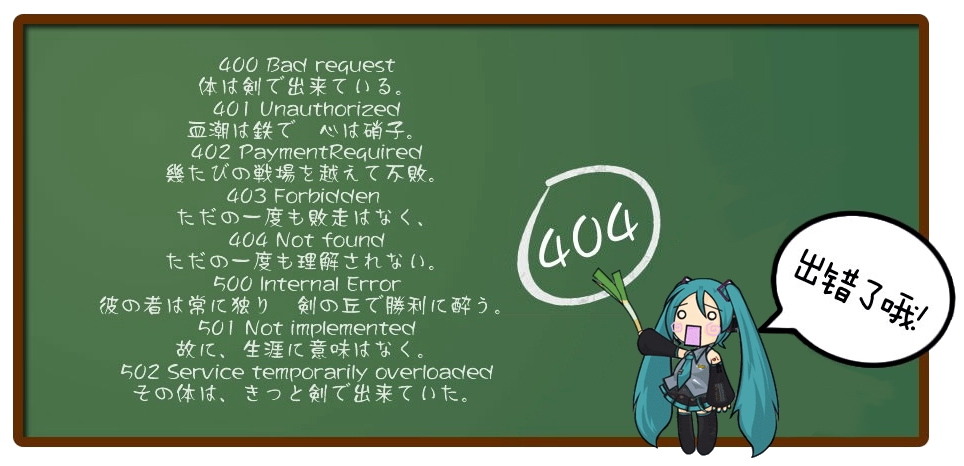 400 Bad request
体は剣で出来ている。
401 Unauthorized
血潮は鉄で　心は硝子。
402 PaymentRequired
幾たびの戦場を越えて不敗。
403 Forbidden
ただの一度も敗走はなく、
404 Not found
ただの一度も理解されない。
500 Internal Error
彼の者は常に独り　剣の丘で勝利に酔う。
501 Not implemented
故に、生涯に意味はなく。
502 Service temporarily overloaded
その体は、きっと剣で出来ていた。
404
出错了哦!